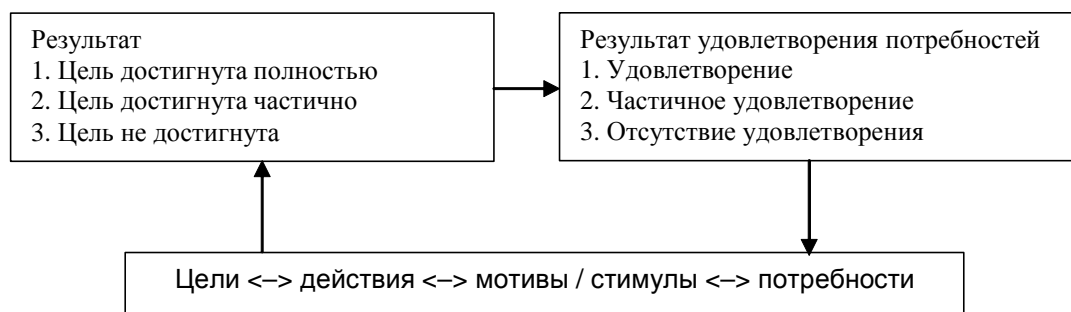 Результат
1. Цель достигнута полностью
2. Цель достигнута частично
3. Цель не достигнута
Результат удовлетворения потребностей
1. Удовлетворение
2. Частичное удовлетворение
3. Отсутствие удовлетворения
Цели <–> действия <–> мотивы / стимулы <–> потребности